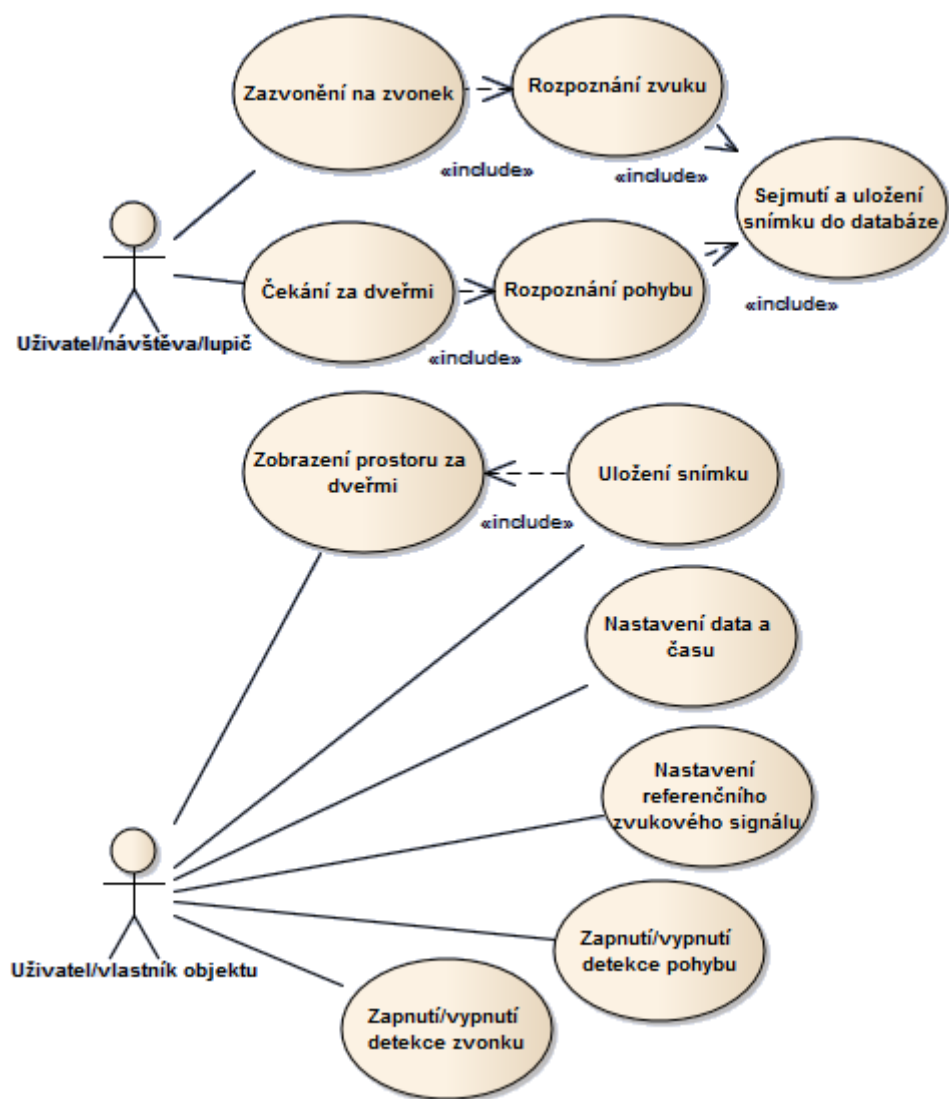 Zazvonění na zvonek
Rozpoznání zvuku
«include»
«include»
Sejmutí a uložení
snímku do databáze
Čekání za dveřmi
Rozpoznání pohybu
«include»
«include»
Uživatel/návštěva/lupič
Zobrazení prostoru za
dveřmi
Uložení snímku
«include»
Nastavení data a
času
Nastavení
referenčního
zvukového signálu
Zapnutí/vypnutí
detekce pohybu
Uživatel/vlastník objektu
Zapnutí/vypnutí
detekce zvonku